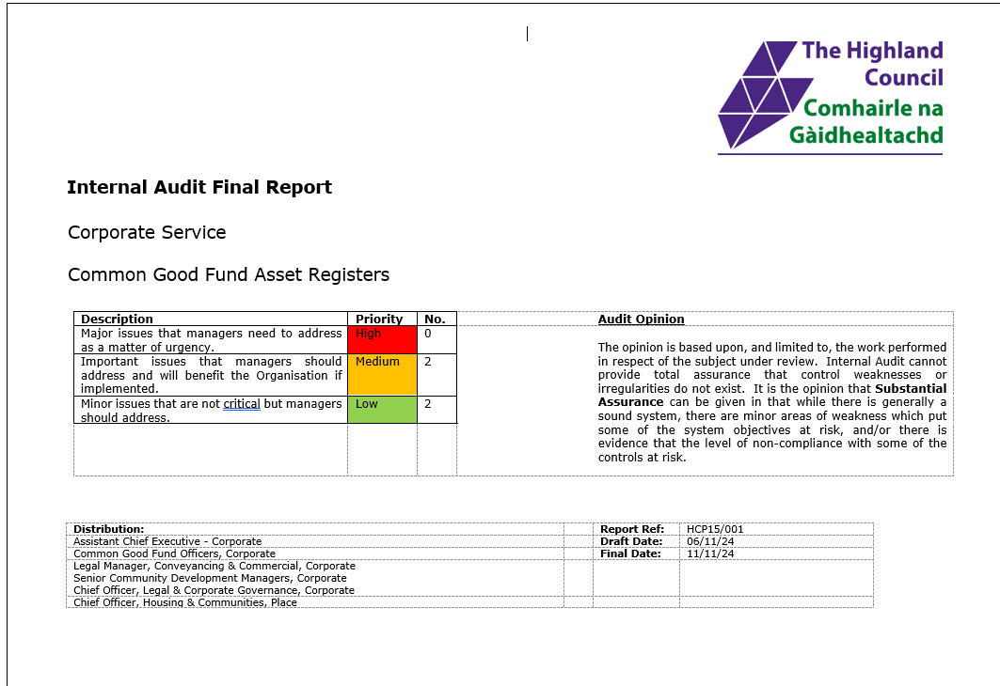 The Highland
Council
Comhairle na
Gàidhealtachd
Internal Audit Final Report
Corporate Service
Common Good Fund Asset Registers
Description Priority No.
Major issues that managers need to address High 0
as a matter of urgency.
Important issues that managers should Medium 2
address and will benefit the Organisation if
implemented.
Minor issues that are not critical but managers Low 2
should address.
Audit Opinion
The opinion is based upon, and limited to, the work performed
in respect of the subject under review. Internal Audit cannot
provide total assurance that control weaknesses or
irregularities do not exist. It is the opinion that Substantial
Assurance can be given in that while there is generally a
sound system, there are minor areas of weakness which put
some of the system objectives at risk, and/or there is
evidence that the level of non-compliance with some of the
controls at risk.
Distribution: Report Ref: HCP15/001
Assistant Chief Executive - Corporate Draft Date: 06/11/24
Common Good Fund Officers, Corporate Final Date: 11/11/24
Legal Manager, Conveyancing & Commercial, Corporate
Senior Community Development Managers, Corporate
Chief Officer, Legal & Corporate Governance, Corporate
Chief Officer, Housing & Communities, Place